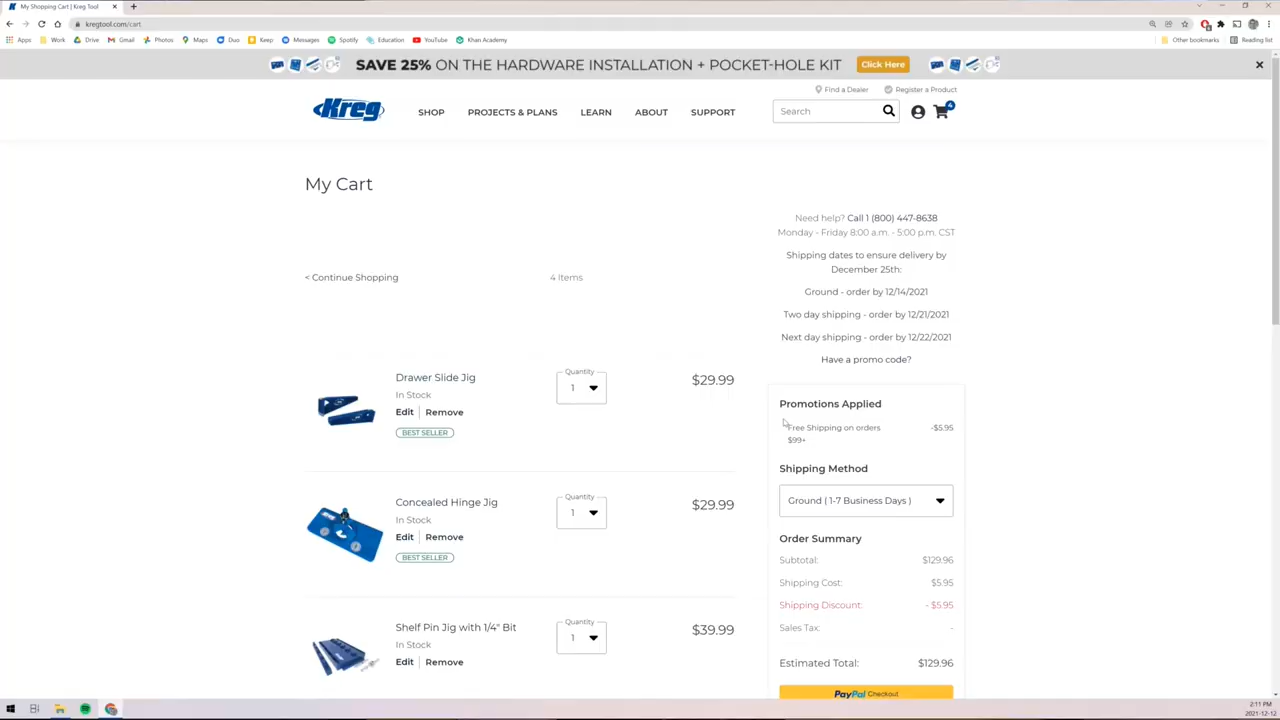 My Shopping Cart | Kreg Tool
kregtool.com/cart
Apps Work Drive Gmail Photos Maps Duo Keep Messages Spotify Education YouTube Khan Academy Other bookmarks Reading list
SAVE 25% ON THE HARDWARE INSTALLATION + POCKET-HOLE KIT Click Here
Find a Dealer Register a Product
Kreg SHOP PROJECTS & PLANS LEARN ABOUT SUPPORT Search 4
My Cart
Need help? Call 1 (800) 447-8638
Monday - Friday 8:00 a.m. - 5:00 p.m. CST
Shipping dates to ensure delivery by
December 25th:
< Continue Shopping 4 Items
Ground - order by 12/14/2021
Two day shipping - order by 12/21/2021
Next day shipping - order by 12/22/2021
Have a promo code?
Drawer Slide Jig
In Stock
Edit | Remove
BEST SELLER
Quantity
1
$29.99
Concealed Hinge Jig
In Stock
Edit | Remove
BEST SELLER
Quantity
1
$29.99
Shelf Pin Jig with 1/4" Bit
In Stock
Edit | Remove
Quantity
1
$39.99
Promotions Applied
Free Shipping on orders -$5.95
$99+
Shipping Method
Ground ( 1-7 Business Days )
Order Summary
Subtotal: $129.96
Shipping Cost: $5.95
Shipping Discount: - $5.95
Sales Tax: -
Estimated Total: $129.96
PayPal Checkout
2:11 PM
2021-12-12